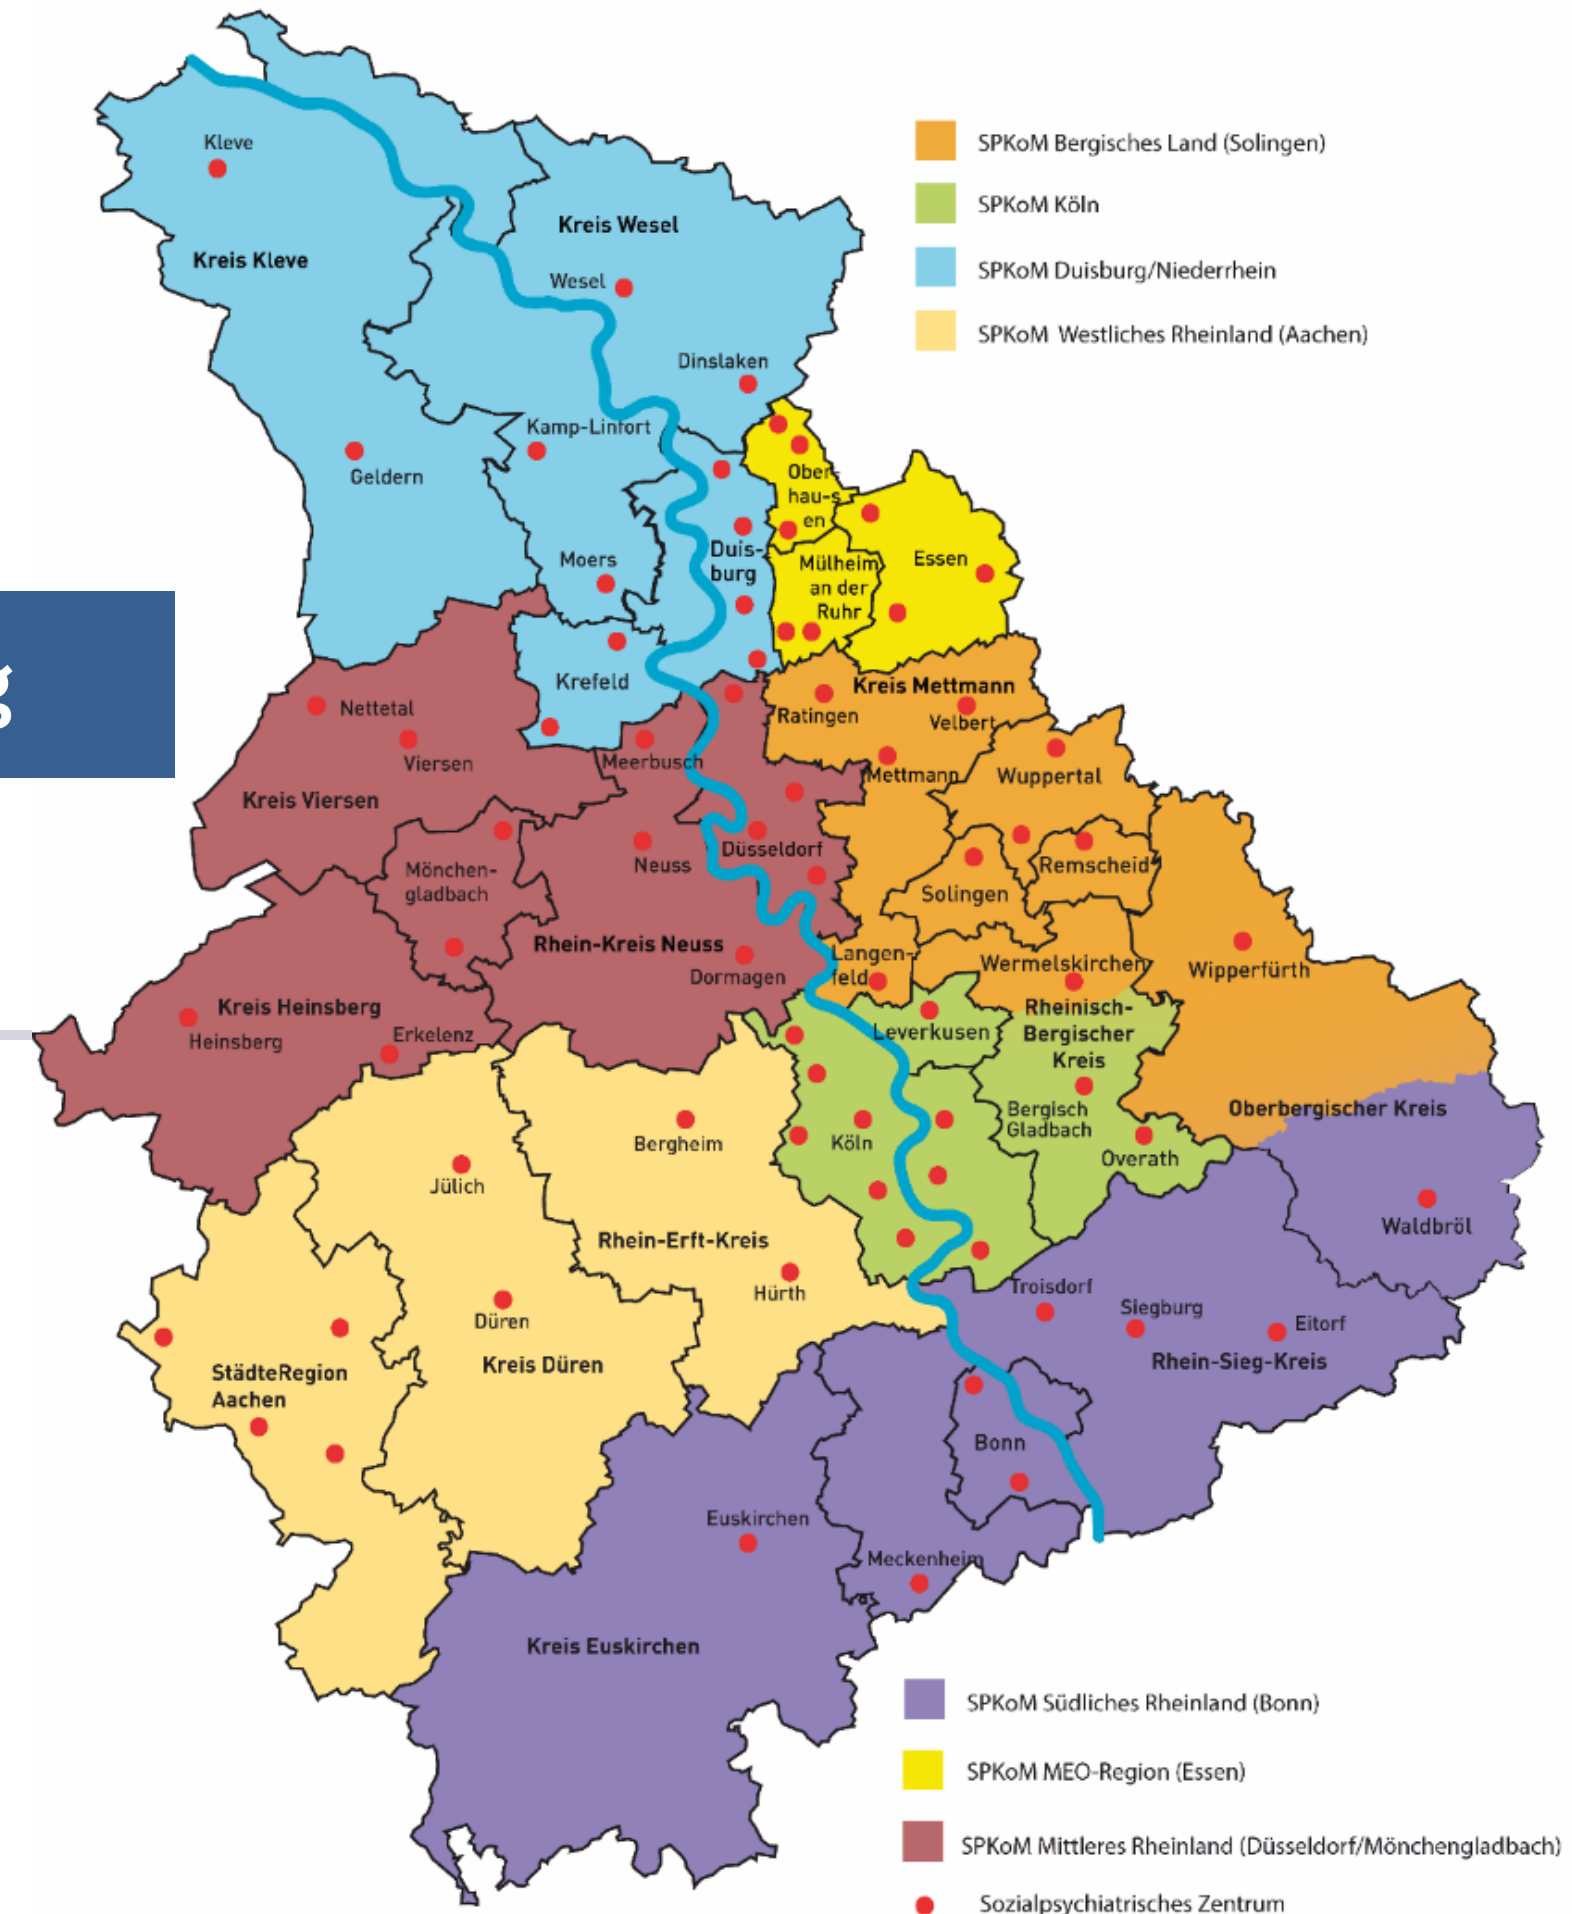 Kleve
Kreis Wesel
Kreis Kleve
Wesel
Dinslaken
Kamp-Linfort
Geldern
Ober-
hau-s
en
Moers
Duis-
burg
Mülheim
an der
Ruhr
Essen
Krefeld
Nettetal
Viersen
Kreis Viersen
Meerbusch
Ratingen
Kreis Mettmann
Velbert
Mettmann
Wuppertal
Mönchen-
gladbach
Neuss
Düsseldorf
Solingen
Remscheid
Rhein-Kreis Neuss
Dormagen
Langen-
feld
Wermelskirchen
Wipperfürth
Kreis Heinsberg
Heinsberg
Erkelenz
Leverkusen
Rheinisch-
Bergischer
Kreis
Bergisch
Gladbach
Overath
Oberbergischer Kreis
Bergheim
Köln
Jülich
Rhein-Erft-Kreis
Hürth
Waldbröl
Düren
Kreis Düren
StädteRegion
Aachen
Troisdorf
Siegburg
Eitorf
Rhein-Sieg-Kreis
Bonn
Euskirchen
Meckenheim
Kreis Euskirchen
SPKoM Bergisches Land (Solingen)
SPKoM Köln
SPKoM Duisburg/Niederrhein
SPKoM Westliches Rheinland (Aachen)
SPKoM Südliches Rheinland (Bonn)
SPKoM MEO-Region (Essen)
SPKoM Mittleres Rheinland (Düsseldorf/Mönchengladbach)
Sozialpsychiatrisches Zentrum
g